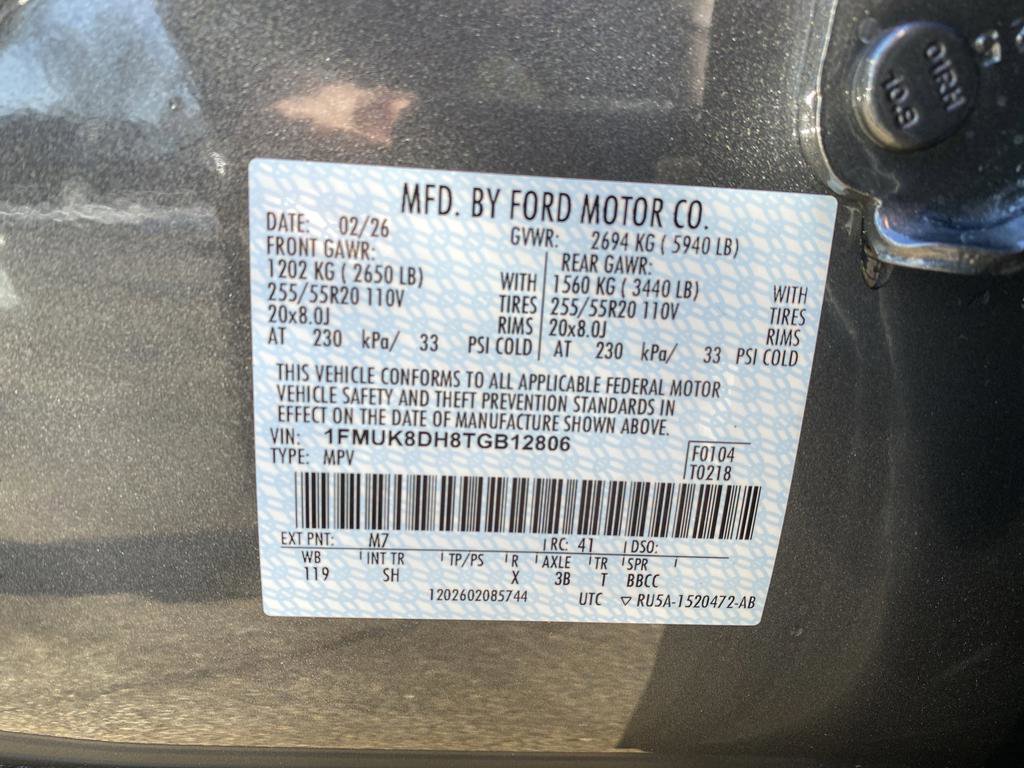 01RH
10.9
MFD. BY FORD MOTOR CO.
DATE: 02/26 GVWR: 2694 KG ( 5940 LB)
FRONT GAWR: REAR GAWR:
1202 KG ( 2650 LB) WITH 1560 KG ( 3440 LB) WITH
255/55R20 110V TIRES 255/55R20 110V TIRES
20x8.0J RIMS 20x8.0J RIMS
AT 230 kPa/ 33 PSI COLD AT 230 kPa/ 33 PSI COLD
THIS VEHICLE CONFORMS TO ALL APPLICABLE FEDERAL MOTOR
VEHICLE SAFETY AND THEFT PREVENTION STANDARDS IN
EFFECT ON THE DATE OF MANUFACTURE SHOWN ABOVE.
VIN: 1FMUK8DH8TGB12806
TYPE: MPV
F0104
T0218
EXT PNT: M7 RC: 41 DSO:
WB INT TR TP/PS R AXLE TR SPR
119 SH X 3B T BBCC
1202602085744 UTC ▽ RU5A-1520472-AB